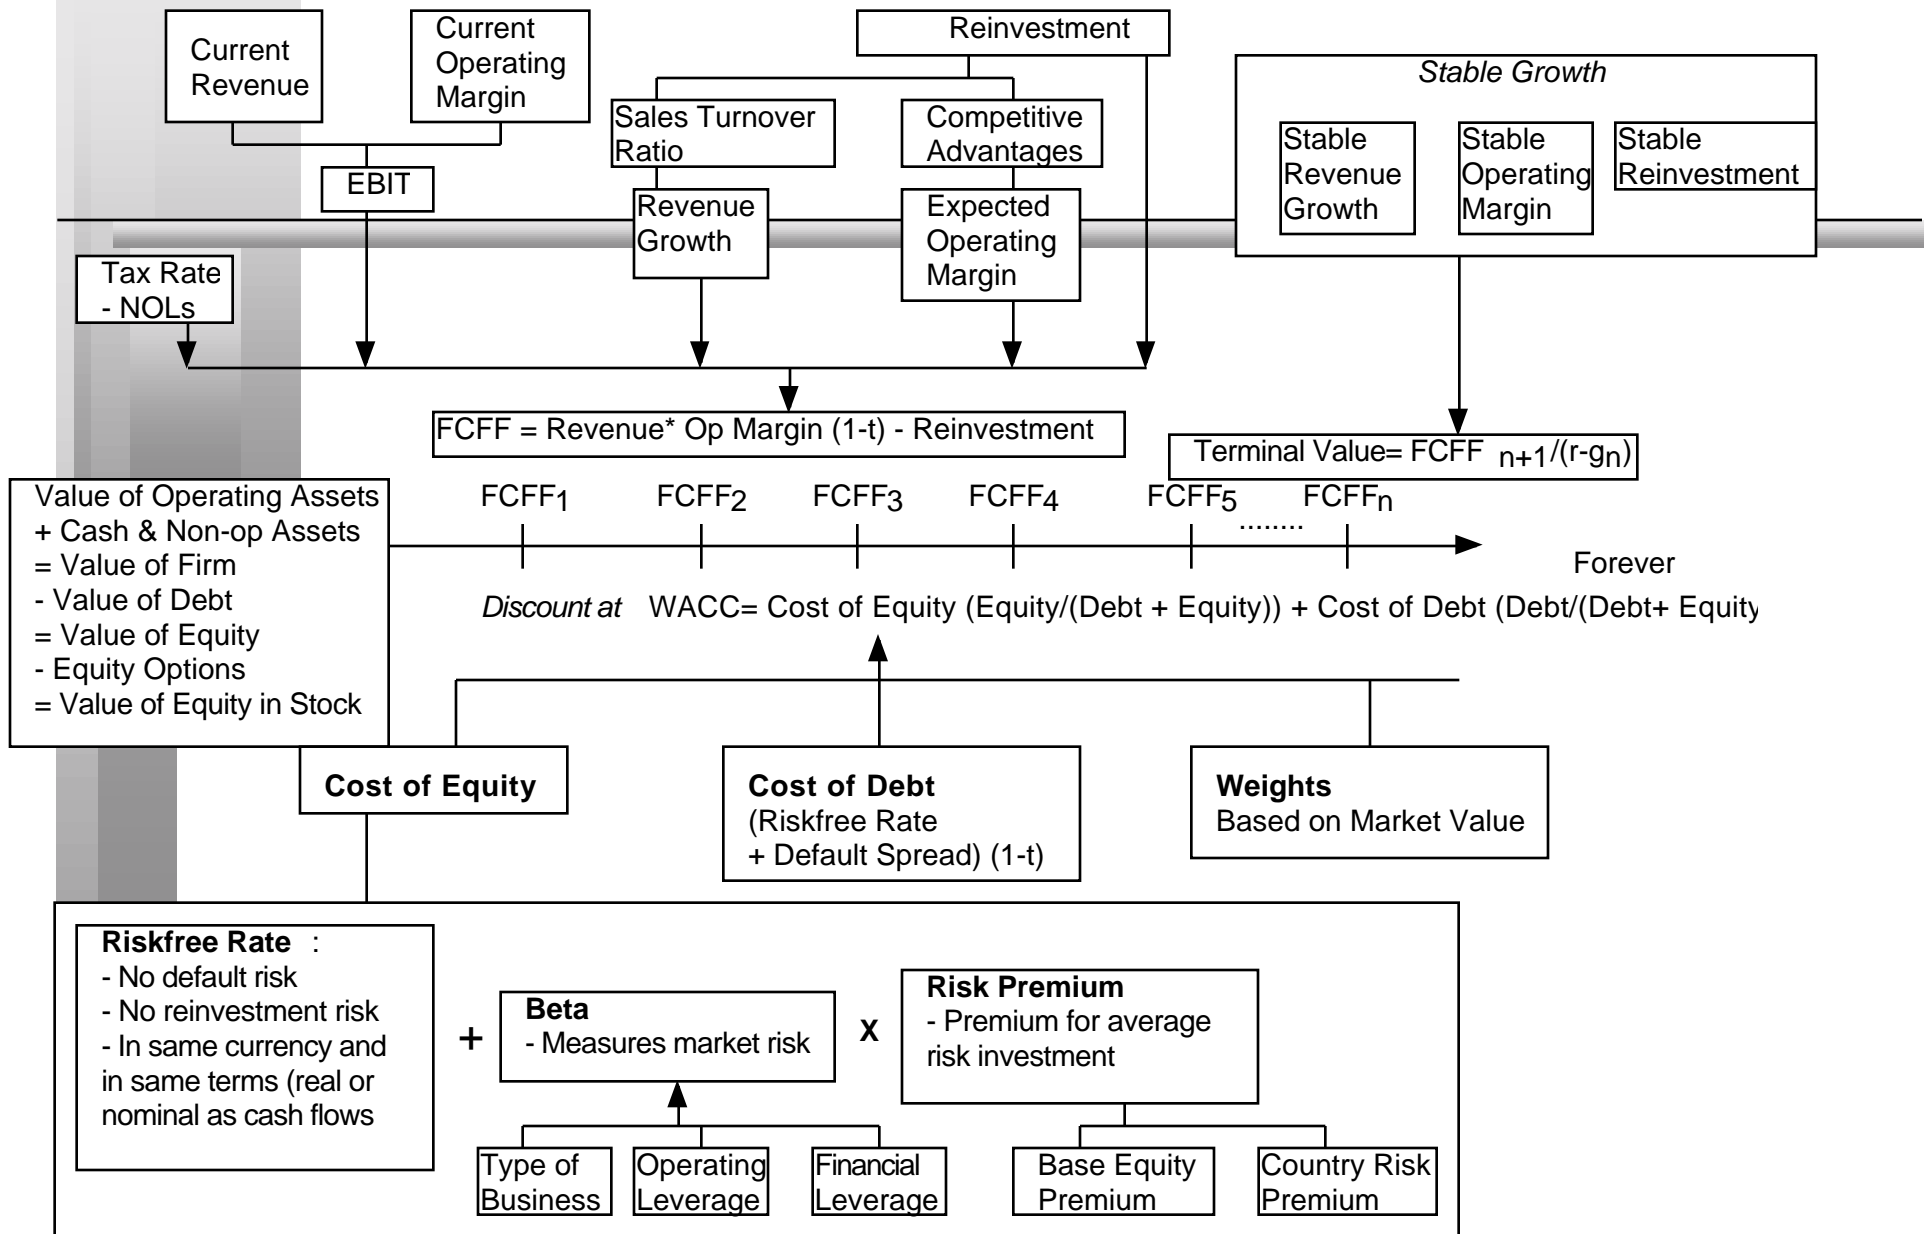 Current
Revenue
Current
Operating
Margin
Reinvestment
Stable Growth
Sales Turnover
Ratio
Competitive
Advantages
Stable
Revenue
Growth
Stable
Operating
Margin
Stable
Reinvestment
EBIT
Revenue
Growth
Expected
Operating
Margin
Tax Rate
- NOLs
FCFF = Revenue* Op Margin (1-t) - Reinvestment
Terminal Value= FCFF n+1/(r-gn)
Value of Operating Assets
+ Cash & Non-op Assets
= Value of Firm
- Value of Debt
= Value of Equity
- Equity Options
= Value of Equity in Stock
FCFF1 FCFF2 FCFF3 FCFF4 FCFF5 ........ FCFFn
Forever
Discount at WACC= Cost of Equity (Equity/(Debt + Equity)) + Cost of Debt (Debt/(Debt+ Equity
Cost of Equity
Cost of Debt
(Riskfree Rate
+ Default Spread) (1-t)
Weights
Based on Market Value
Riskfree Rate :
- No default risk
- No reinvestment risk
- In same currency and
in same terms (real or
nominal as cash flows
+
Beta
- Measures market risk
X
Risk Premium
- Premium for average
risk investment
Type of
Business
Operating
Leverage
Financial
Leverage
Base Equity
Premium
Country Risk
Premium